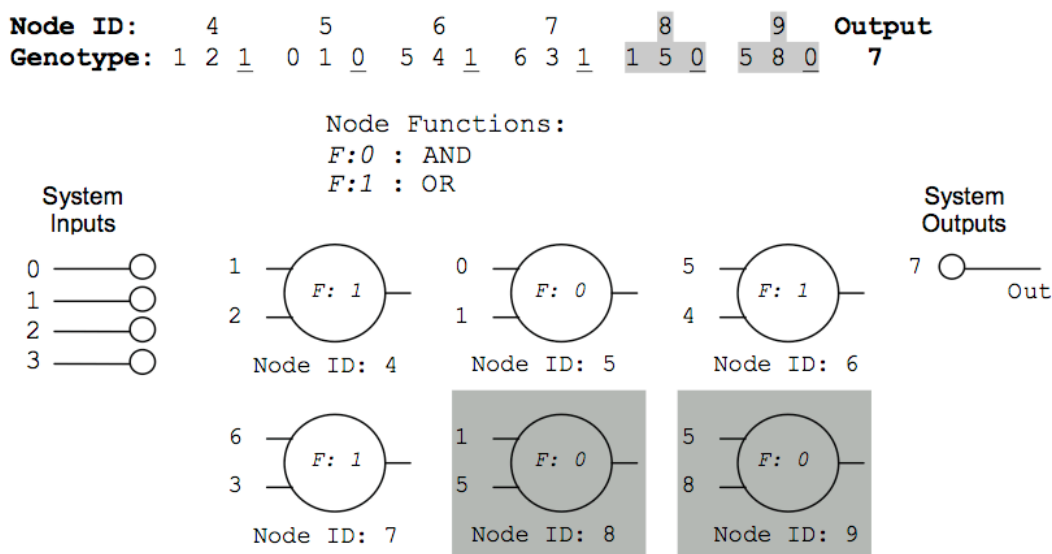 Node ID: 4 5 6 7 8 9 Output
Genotype: 1 2 1 0 1 0 5 4 1 6 3 1 1 5 0 5 8 0 7
Node Functions:
F:0 : AND
F:1 : OR
System
Inputs
0
1
2
3
1
2
F: 1
Node ID: 4
0
1
F: 0
Node ID: 5
5
4
F: 1
Node ID: 6
System
Outputs
7
Out
6
3
F: 1
Node ID: 7
1
5
F: 0
Node ID: 8
5
8
F: 0
Node ID: 9